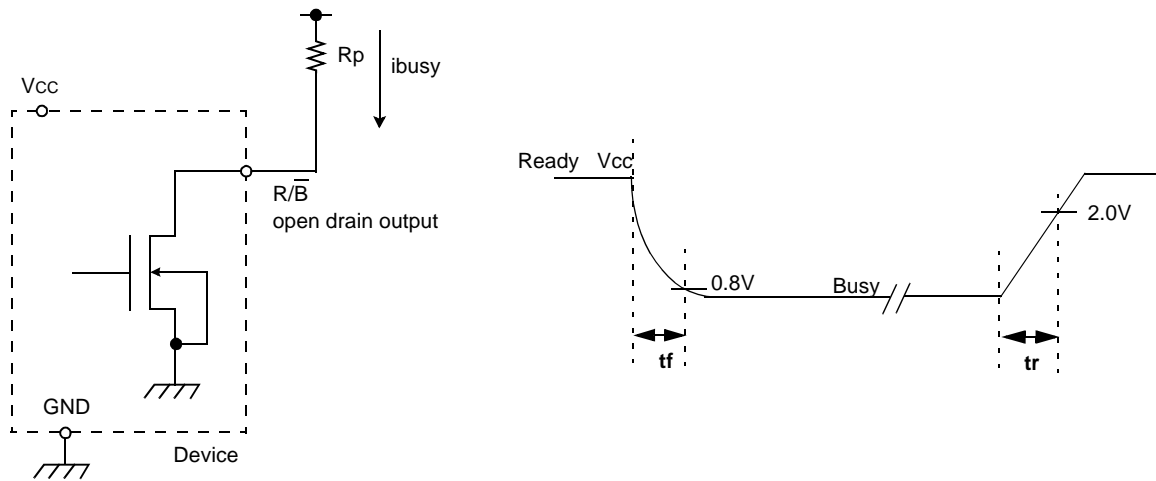 Rp
ibusy
VCC
R/B̅
open drain output
GND
Device
Ready Vcc
2.0V
0.8V
Busy
tf
tr